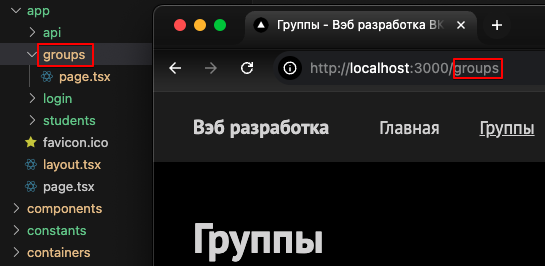 app
api
groups
page.tsx
login
students
favicon.ico
layout.tsx
page.tsx
components
constants
containers
Группы - Вэб разработка ВК
http://localhost:3000/groups
Вэб разработка Главная Группы
Группы